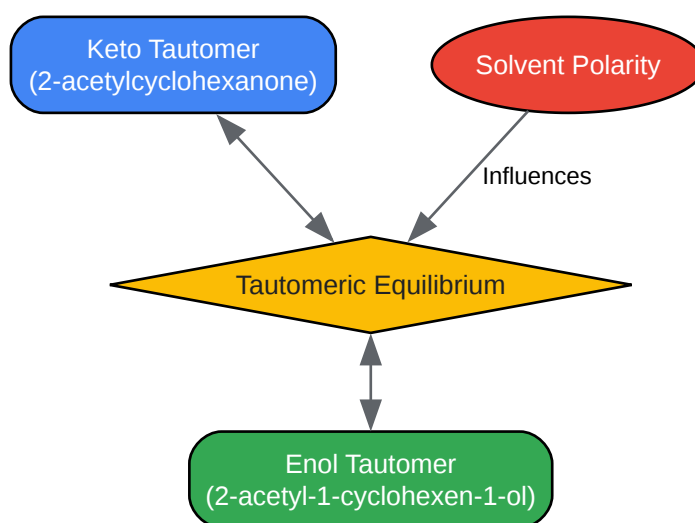 Keto Tautomer
(2-acetylcyclohexanone)
Solvent Polarity
Influences
Tautomeric Equilibrium
Enol Tautomer
(2-acetyl-1-cyclohexen-1-ol)